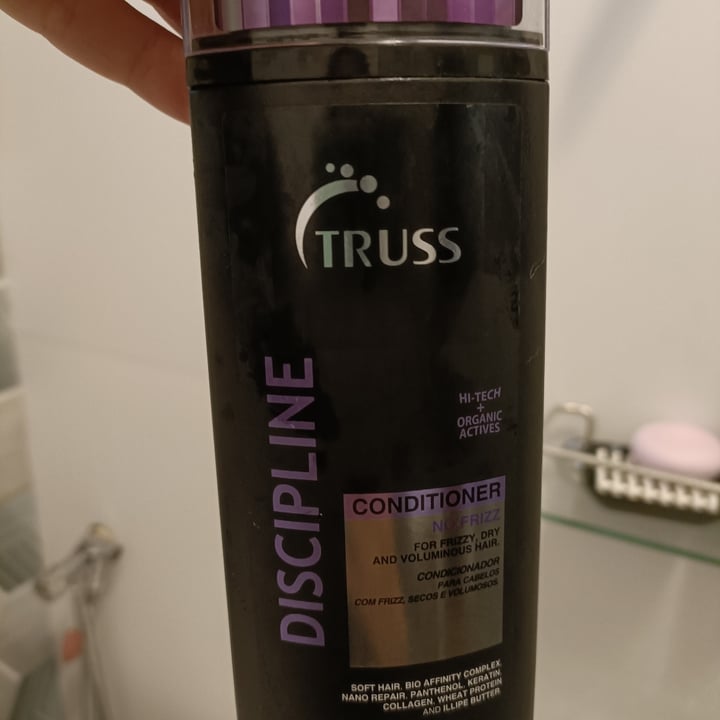 TRUSS
DISCIPLINE
HI-TECH
+
ORGANIC
ACTIVES
CONDITIONER
NO FRIZZ
FOR FRIZZY, DRY
AND VOLUMINOUS HAIR.
CONDICIONADOR
PARA CABELOS
COM FRIZZ, SECOS E VOLUMOSOS.
SOFT HAIR. BIO AFFINITY COMPLEX.
NANO REPAIR. PANTHENOL. KERATIN.
COLLAGEN. WHEAT PROTEIN
AND ILLIPE BUTTER.